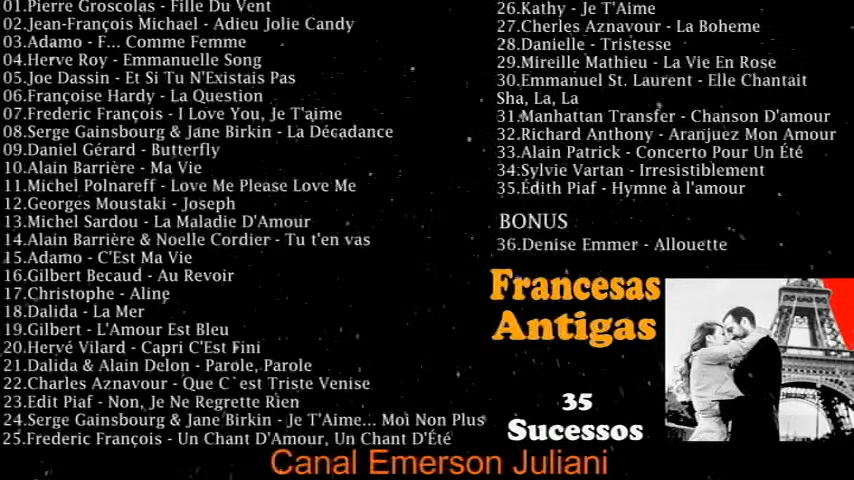 01.Pierre Groscolas - Fille Du Vent
02.Jean-François Michael - Adieu Jolie Candy
03.Adamo - F... Comme Femme
04.Herve Roy - Emmanuelle Song
05.Joe Dassin - Et Si Tu N'Existais Pas
06.Françoise Hardy - La Question
07.Frederic François - I Love You, Je T'aime
08.Serge Gainsbourg & Jane Birkin - La Décadance
09.Daniel Gérard - Butterfly
10.Alain Barrière - Ma Vie
11.Michel Polnareff - Love Me Please Love Me
12.Georges Moustaki - Joseph
13.Michel Sardou - La Maladie D'Amour
14.Alain Barrière & Noelle Cordier - Tu t'en vas
15.Adamo - C'Est Ma Vie
16.Gilbert Becaud - Au Revoir
17.Christophe - Aline
18.Dalida - La Mer
19.Gilbert - L'Amour Est Bleu
20.Hervé Vilard - Capri C'Est Fini
21.Dalida & Alain Delon - Parole, Parole
22.Charles Aznavour - Que C`est Triste Venise
23.Edit Piaf - Non, Je Ne Regrette Rien
24.Serge Gainsbourg & Jane Birkin - Je T'Aime... Moi Non Plus
25.Frederic François - Un Chant D'Amour, Un Chant D'Été
26.Kathy - Je T'Aime
27.Cherles Aznavour - La Boheme
28.Danielle - Tristesse
29.Mireille Mathieu - La Vie En Rose
30.Emmanuel St. Laurent - Elle Chantait
Sha, La, La
31.Manhattan Transfer - Chanson D'amour
32.Richard Anthony - Aranjuez Mon Amour
33.Alain Patrick - Concerto Pour Un Été
34.Sylvie Vartan - Irresistiblement
35.Édith Piaf - Hymne à l'amour
BONUS
36.Denise Emmer - Allouette
Francesas
Antigas
35
Sucessos
Canal Emerson Juliani